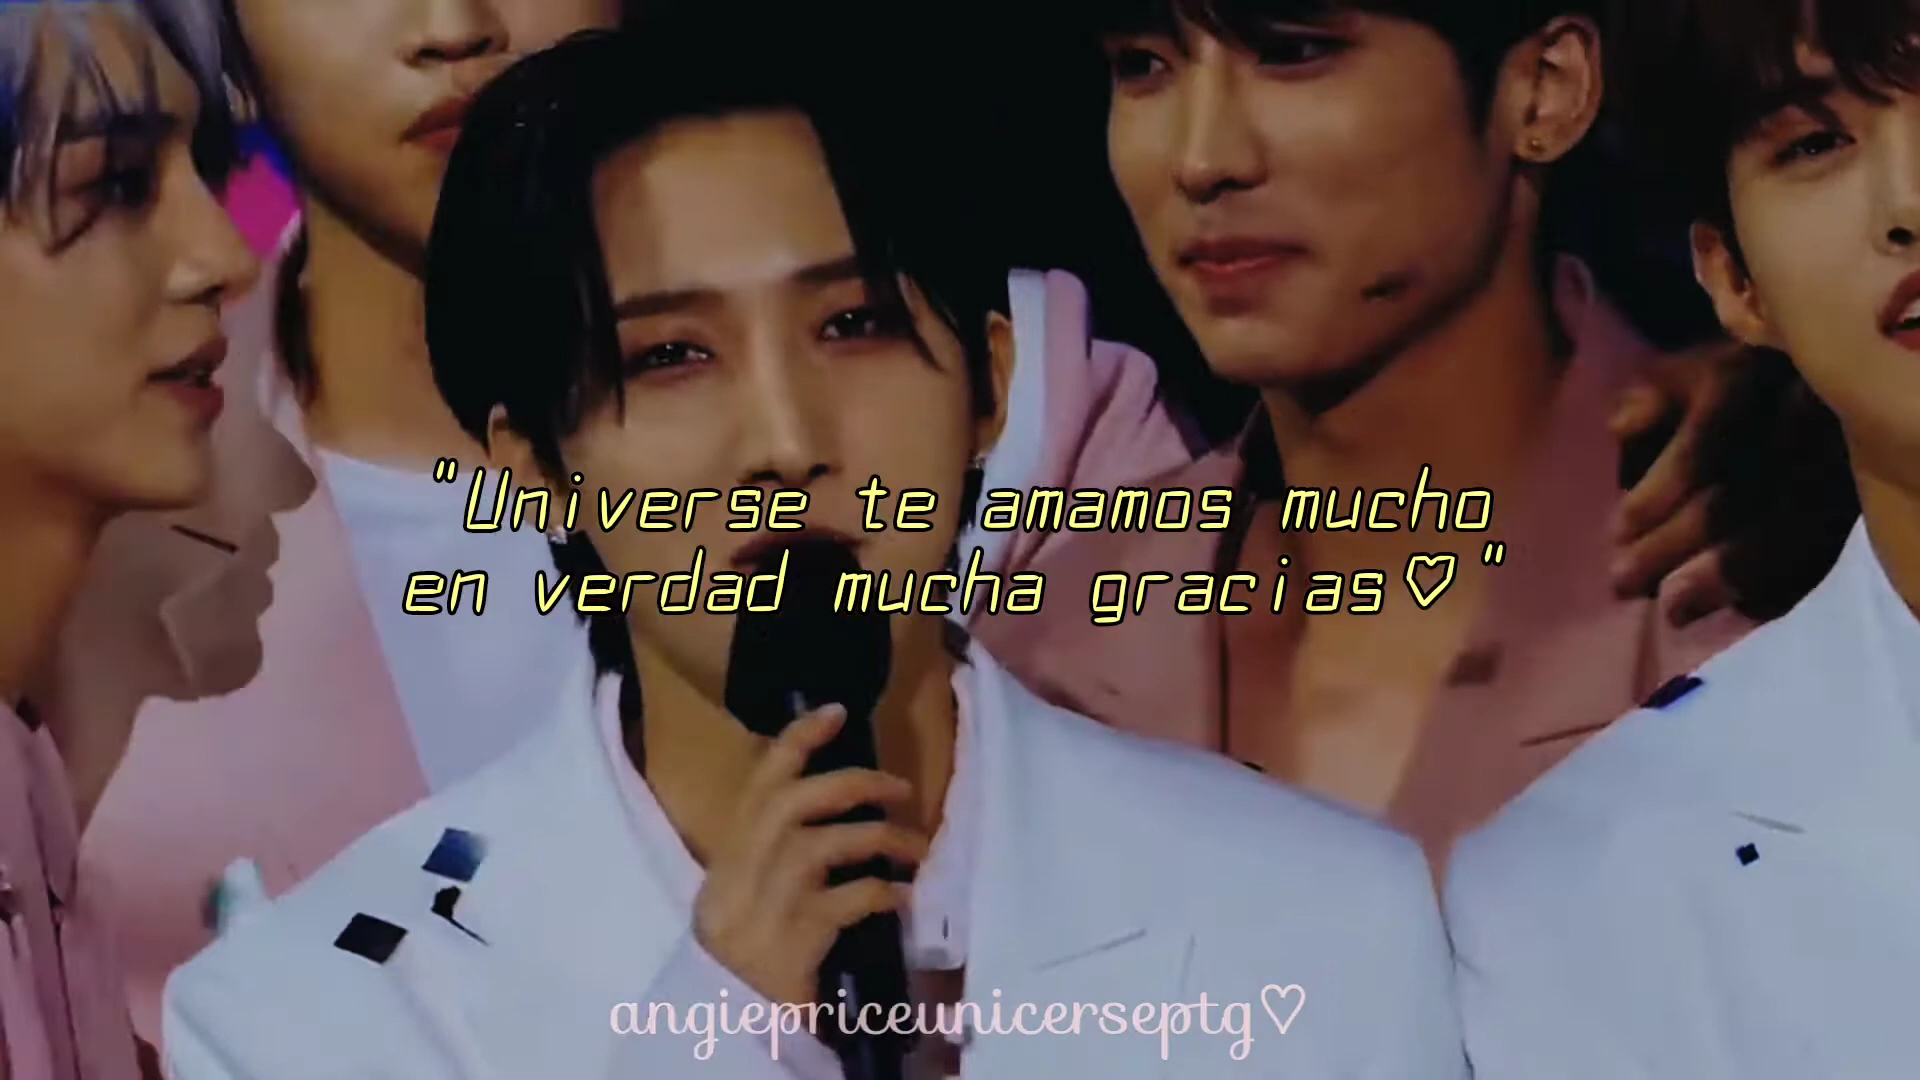 "Universe te amamos mucho
en verdad mucha gracias♡"
angiepriceunicerseptg♡